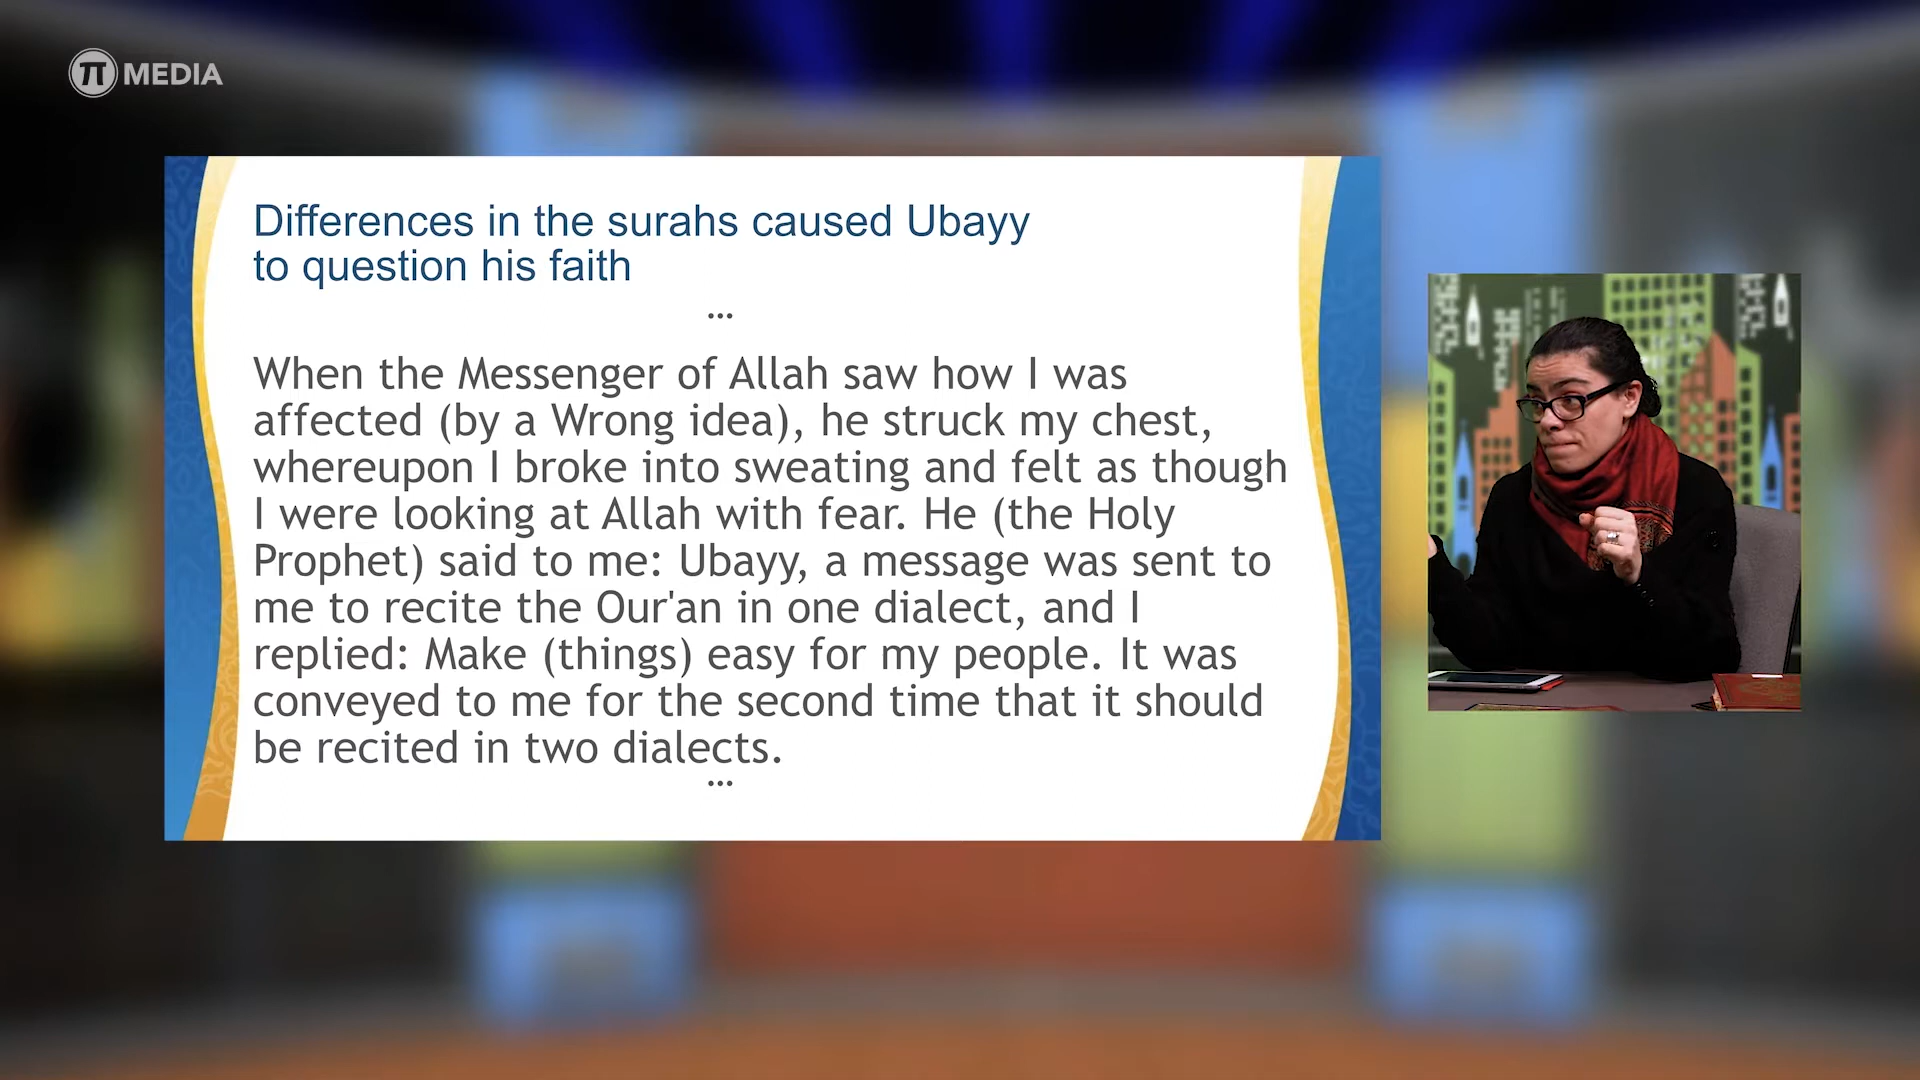 π MEDIA
Differences in the surahs caused Ubayy
to question his faith
...
When the Messenger of Allah saw how I was
affected (by a Wrong idea), he struck my chest,
whereupon I broke into sweating and felt as though
I were looking at Allah with fear. He (the Holy
Prophet) said to me: Ubayy, a message was sent to
me to recite the Our'an in one dialect, and I
replied: Make (things) easy for my people. It was
conveyed to me for the second time that it should
be recited in two dialects.
...